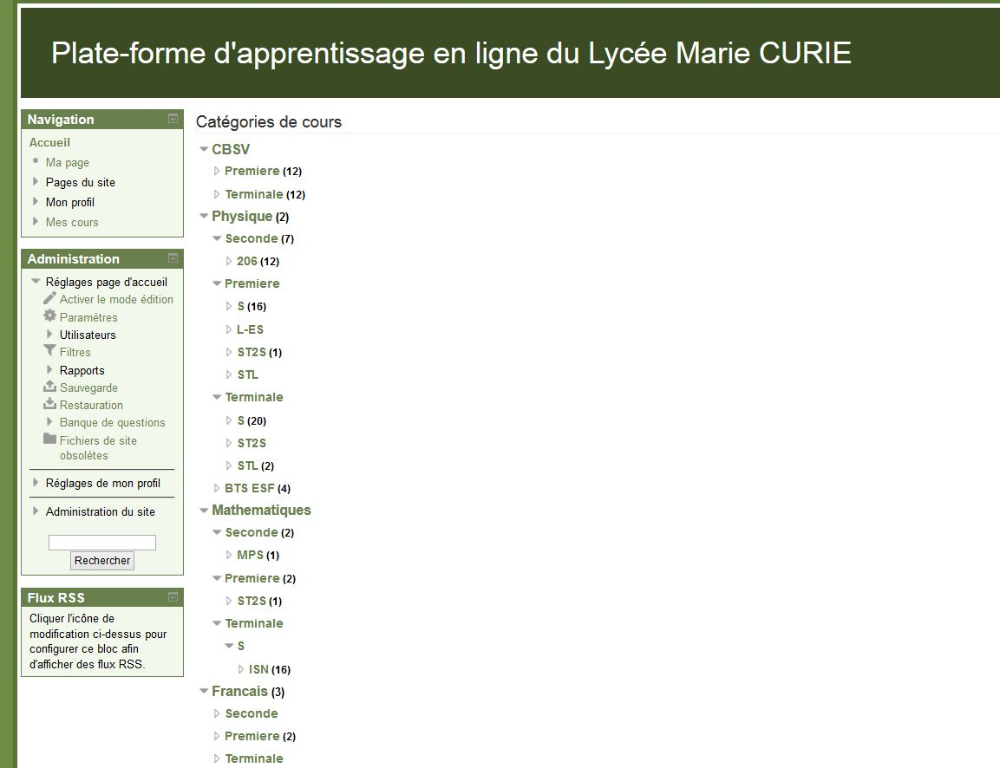 Plate-forme d'apprentissage en ligne du Lycée Marie CURIE
Navigation
Accueil
Ma page
Pages du site
Mon profil
Mes cours
Administration
Réglages page d'accueil
Activer le mode édition
Paramètres
Utilisateurs
Filtres
Rapports
Sauvegarde
Restauration
Banque de questions
Fichiers de site
obsolètes
Réglages de mon profil
Administration du site
Rechercher
Flux RSS
Cliquer l'icône de
modification ci-dessus pour
configurer ce bloc afin
d'afficher des flux RSS.
Catégories de cours
CBSV
Premiere (12)
Terminale (12)
Physique (2)
Seconde (7)
206 (12)
Premiere
S (16)
L-ES
ST2S (1)
STL
Terminale
S (20)
ST2S
STL (2)
BTS ESF (4)
Mathematiques
Seconde (2)
MPS (1)
Premiere (2)
ST2S (1)
Terminale
S
ISN (16)
Francais (3)
Seconde
Premiere (2)
Terminale